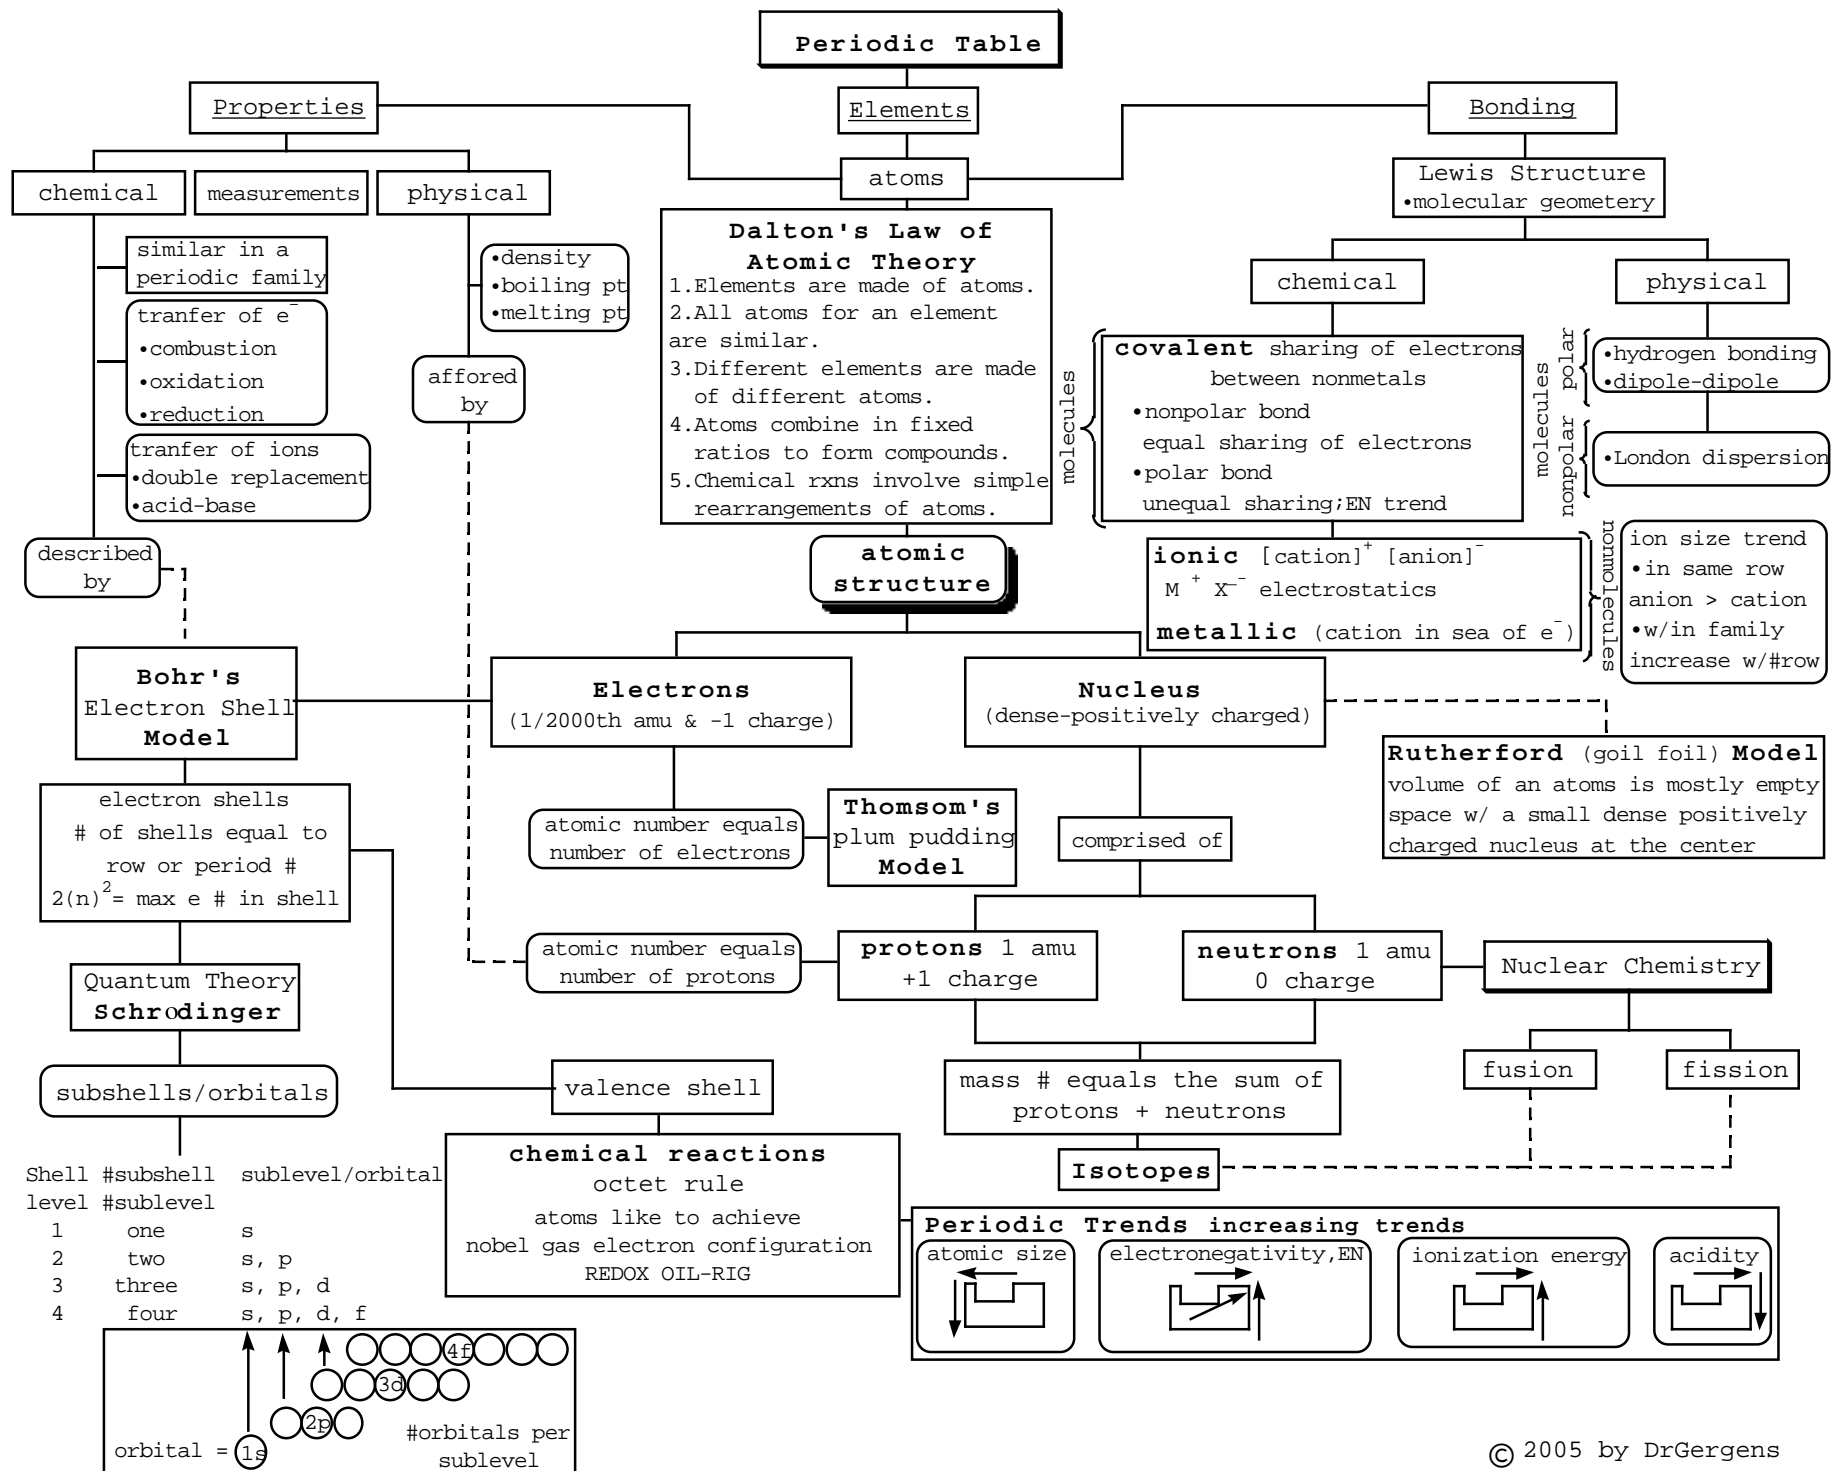 Periodic Table
Properties
Elements
Bonding
chemical
measurements
physical
atoms
Lewis Structure
•molecular geometery
similar in a
periodic family
tranfer of e⁻
•combustion
•oxidation
•reduction
tranfer of ions
•double replacement
•acid-base
described
by
•density
•boiling pt
•melting pt
affored
by
Dalton's Law of
Atomic Theory
1.Elements are made of atoms.
2.All atoms for an element
are similar.
3.Different elements are made
of different atoms.
4.Atoms combine in fixed
ratios to form compounds.
5.Chemical rxns involve simple
rearrangements of atoms.
chemical
physical
molecules
covalent sharing of electrons
between nonmetals
•nonpolar bond
equal sharing of electrons
•polar bond
unequal sharing;EN trend
molecules
polar
•hydrogen bonding
•dipole-dipole
nonpolar
•London dispersion
ionic [cation]⁺ [anion]⁻
M⁺ X⁻ electrostatics
metallic (cation in sea of e⁻)
nonmolecules
ion size trend
•in same row
anion > cation
•w/in family
increase w/#row
atomic
structure
Bohr's
Electron Shell
Model
Electrons
(1/2000th amu & -1 charge)
Nucleus
(dense-positively charged)
Rutherford (goil foil) Model
volume of an atoms is mostly empty
space w/ a small dense positively
charged nucleus at the center
electron shells
# of shells equal to
row or period #
2(n)²= max e # in shell
atomic number equals
number of electrons
Thomsom's
plum pudding
Model
comprised of
Quantum Theory
Schrodinger
atomic number equals
number of protons
protons 1 amu
+1 charge
neutrons 1 amu
0 charge
Nuclear Chemistry
fusion
fission
subshells/orbitals
valence shell
mass # equals the sum of
protons + neutrons
Isotopes
Shell #subshell sublevel/orbital
level #sublevel
1 one s
2 two s, p
3 three s, p, d
4 four s, p, d, f
chemical reactions
octet rule
atoms like to achieve
nobel gas electron configuration
REDOX OIL-RIG
Periodic Trends increasing trends
atomic size
electronegativity,EN
ionization energy
acidity
4f
3d
2p
orbital = 1s
#orbitals per
sublevel
© 2005 by DrGergens